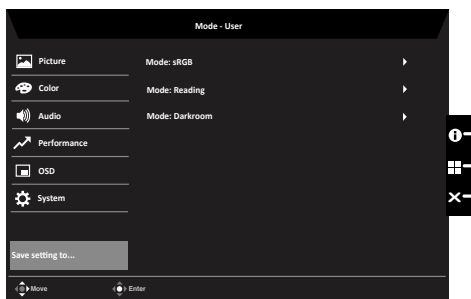 Mode - User
Picture
Mode: sRGB
Color
Mode: Reading
Audio
Mode: Darkroom
Performance
OSD
System
Save setting to...
Move
Enter